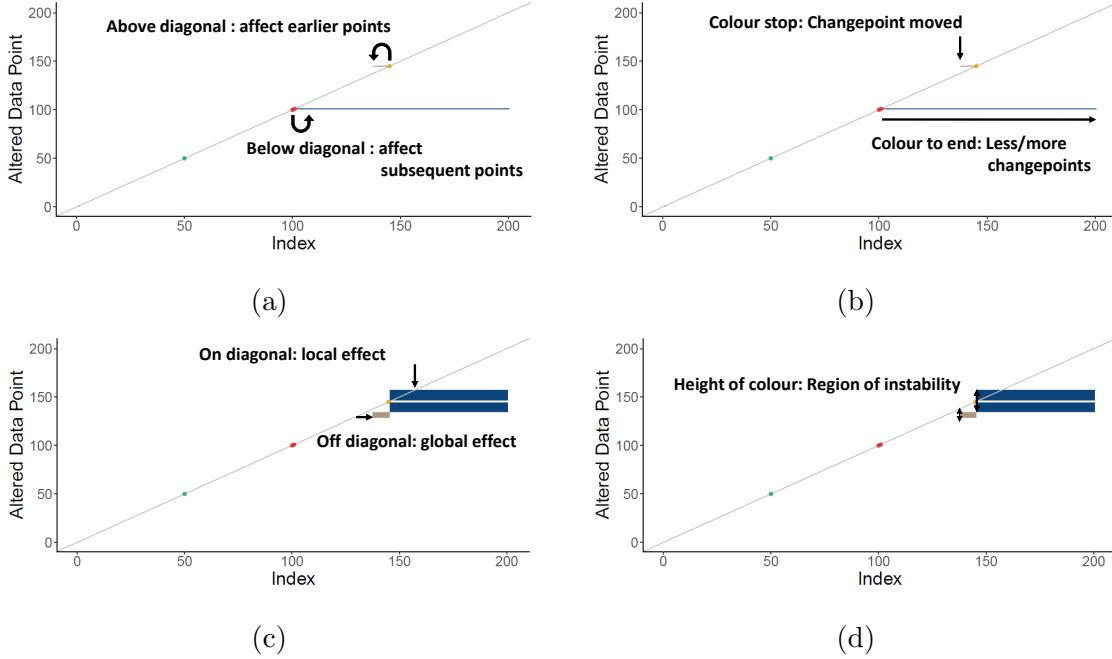 Above diagonal : affect earlier points
Below diagonal : affect
subsequent points
Altered Data Point
200
150
100
50
0
0
50
100
150
200
Index
(a)
Colour stop: Changepoint moved
Colour to end: Less/more
changepoints
Altered Data Point
200
150
100
50
0
0
50
100
150
200
Index
(b)
On diagonal: local effect
Off diagonal: global effect
Altered Data Point
200
150
100
50
0
0
50
100
150
200
Index
(c)
Height of colour: Region of instability
Altered Data Point
200
150
100
50
0
0
50
100
150
200
Index
(d)